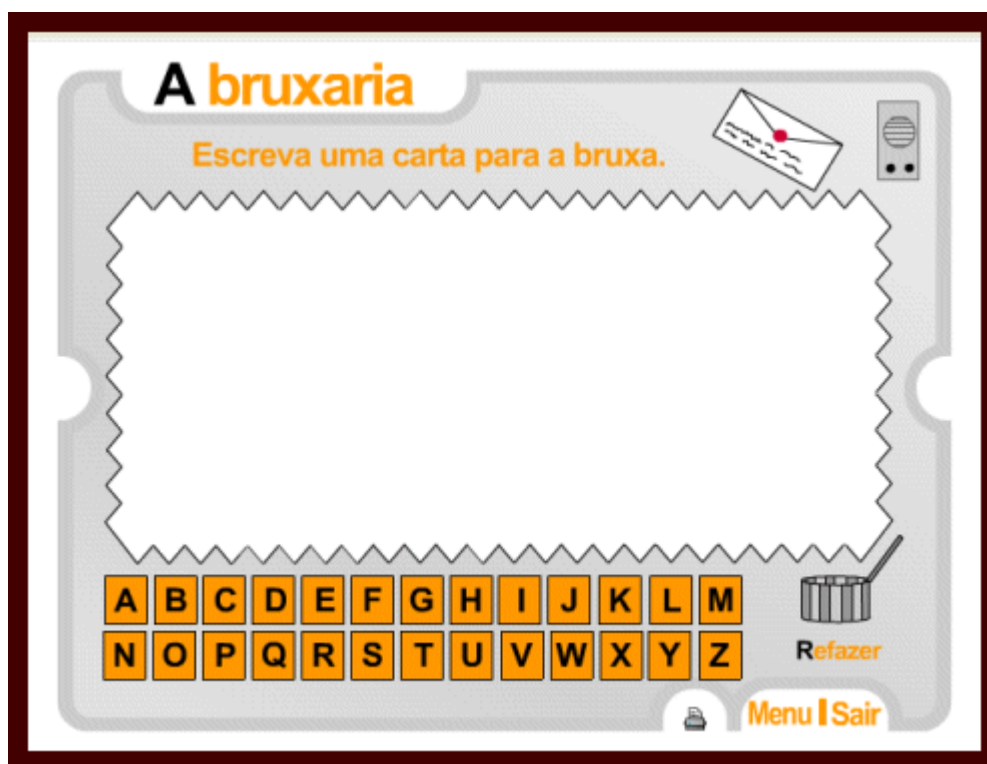 A bruxaria
Escreva uma carta para a bruxa.
A B C D E F G H I J K L M
N O P Q R S T U V W X Y Z
Refazer
Menu Sair